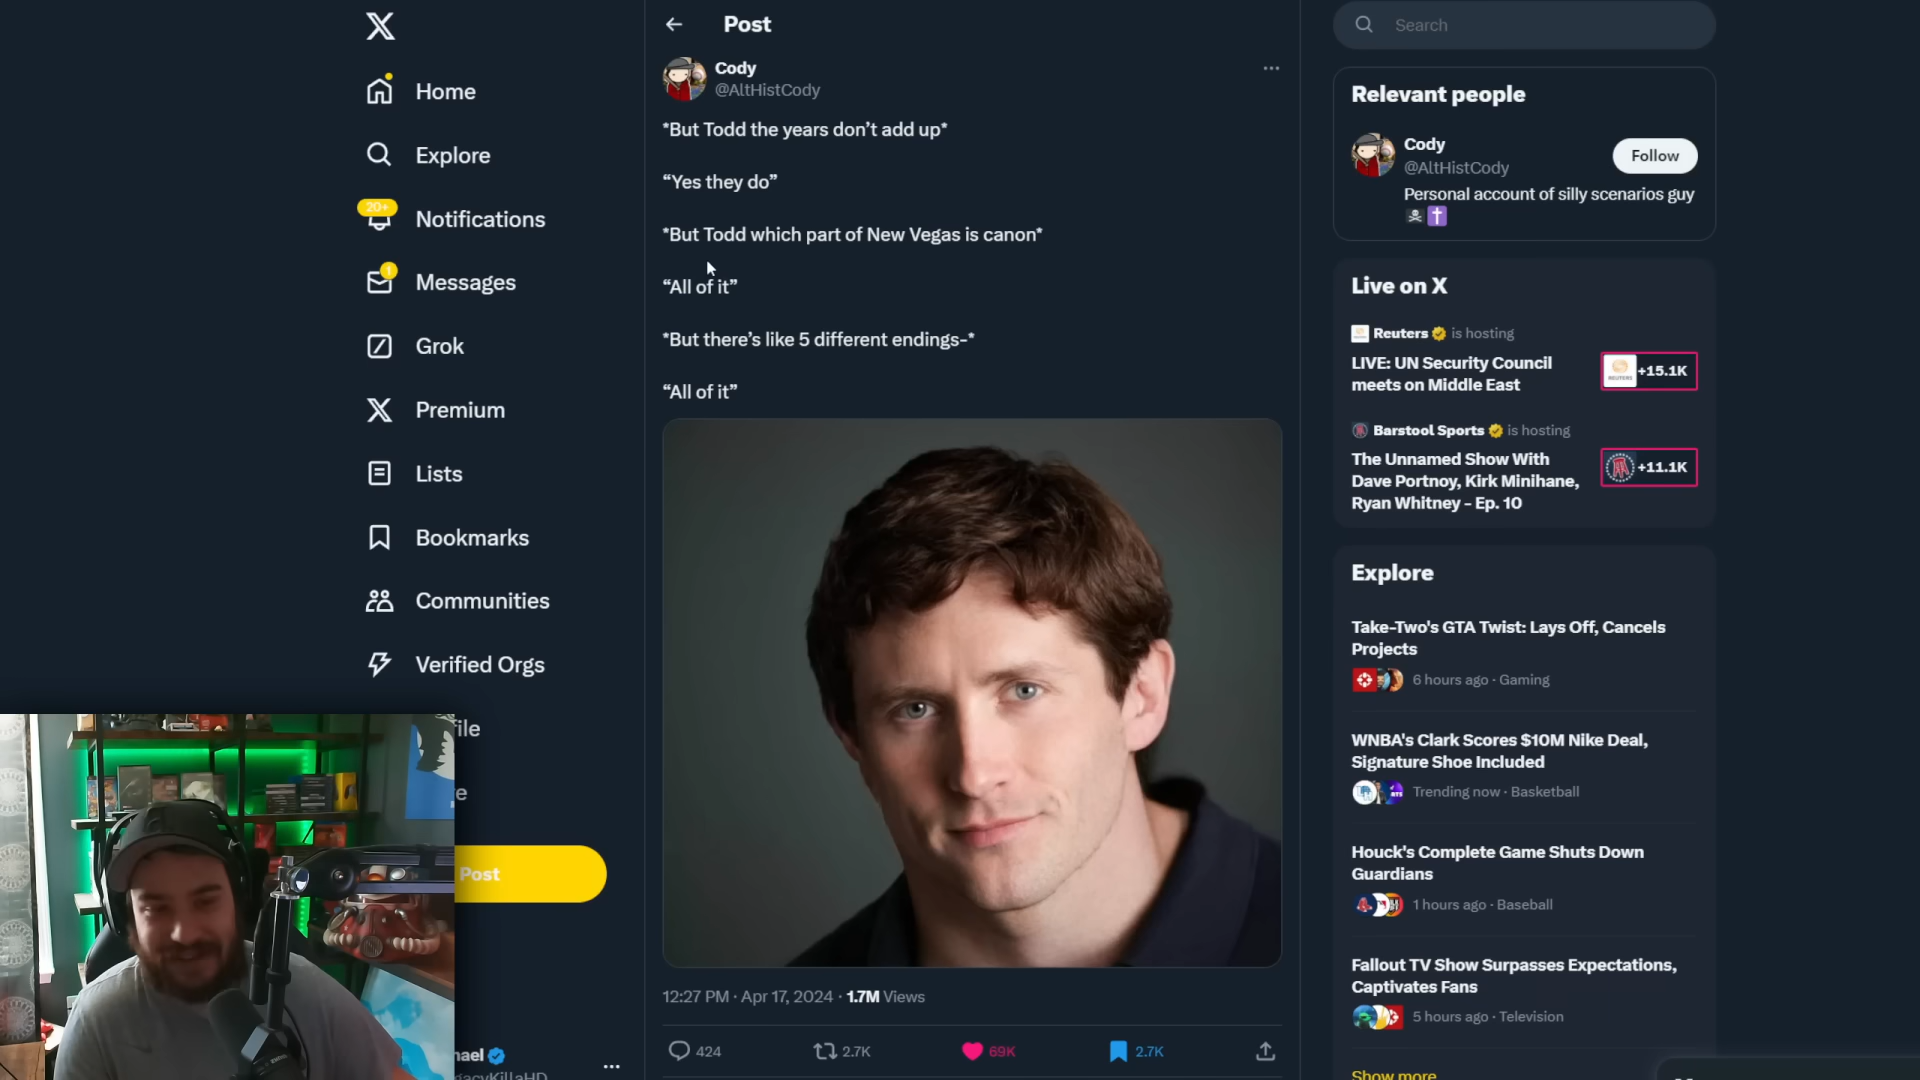 Home
Explore
20+
Notifications
1
Messages
Grok
Premium
Lists
Bookmarks
Communities
Verified Orgs
file
Post
Post
Cody
@AltHistCody
*But Todd the years don't add up*
“Yes they do”
*But Todd which part of New Vegas is canon*
“All of it”
*But there's like 5 different endings-*
“All of it”
12:27 PM · Apr 17, 2024 · 1.7M Views
424
2.7K
69K
2.7K
Search
Relevant people
Cody
@AltHistCody
Follow
Personal account of silly scenarios guy
Live on X
Reuters is hosting
LIVE: UN Security Council
meets on Middle East
REUTERS
+15.1K
Barstool Sports is hosting
The Unnamed Show With
Dave Portnoy, Kirk Minihane,
Ryan Whitney - Ep. 10
+11.1K
Explore
Take-Two's GTA Twist: Lays Off, Cancels
Projects
6 hours ago · Gaming
WNBA's Clark Scores $10M Nike Deal,
Signature Shoe Included
Trending now · Basketball
Houck's Complete Game Shuts Down
Guardians
1 hours ago · Baseball
Fallout TV Show Surpasses Expectations,
Captivates Fans
5 hours ago · Television
Show more